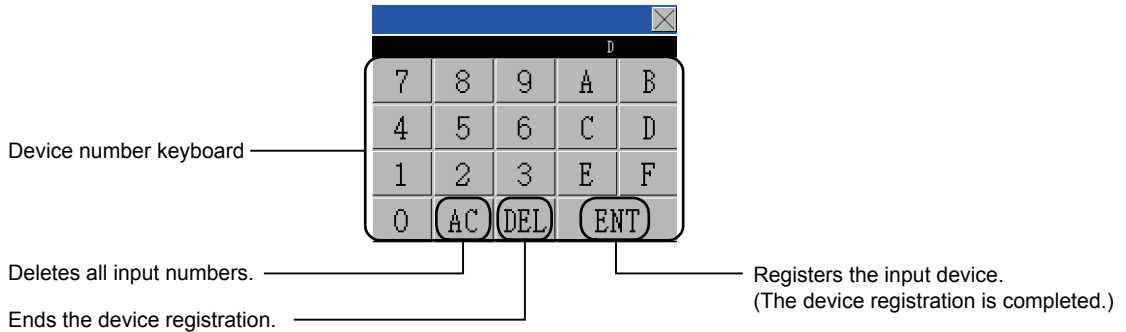 D
7 8 9 A B
4 5 6 C D
Device number keyboard
1 2 3 E F
0 AC DEL ENT
Deletes all input numbers.
Registers the input device.
(The device registration is completed.)
Ends the device registration.